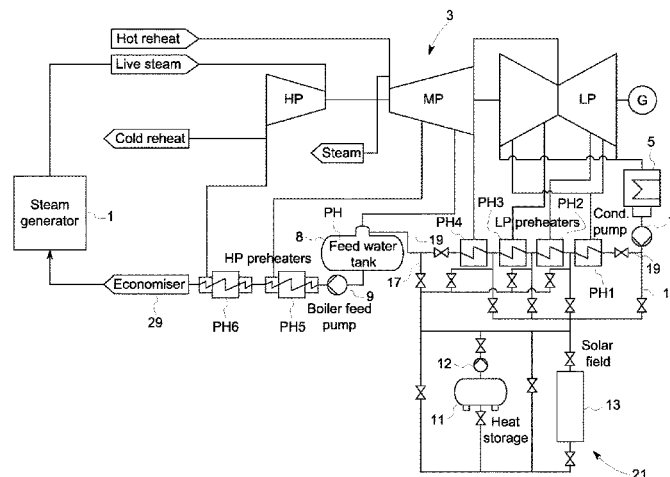 Hot reheat
3
Live steam
HP
MP
LP
G
Cold reheat
Steam
5
Steam generator
1
PH
PH4
PH3
PH2
Cond. pump
LP preheaters
8
Feed water tank
19
HP preheaters
17
PH1
19
1
Economiser
29
PH6
PH5
9
Boiler feed pump
Solar field
12
11
Heat storage
13
21